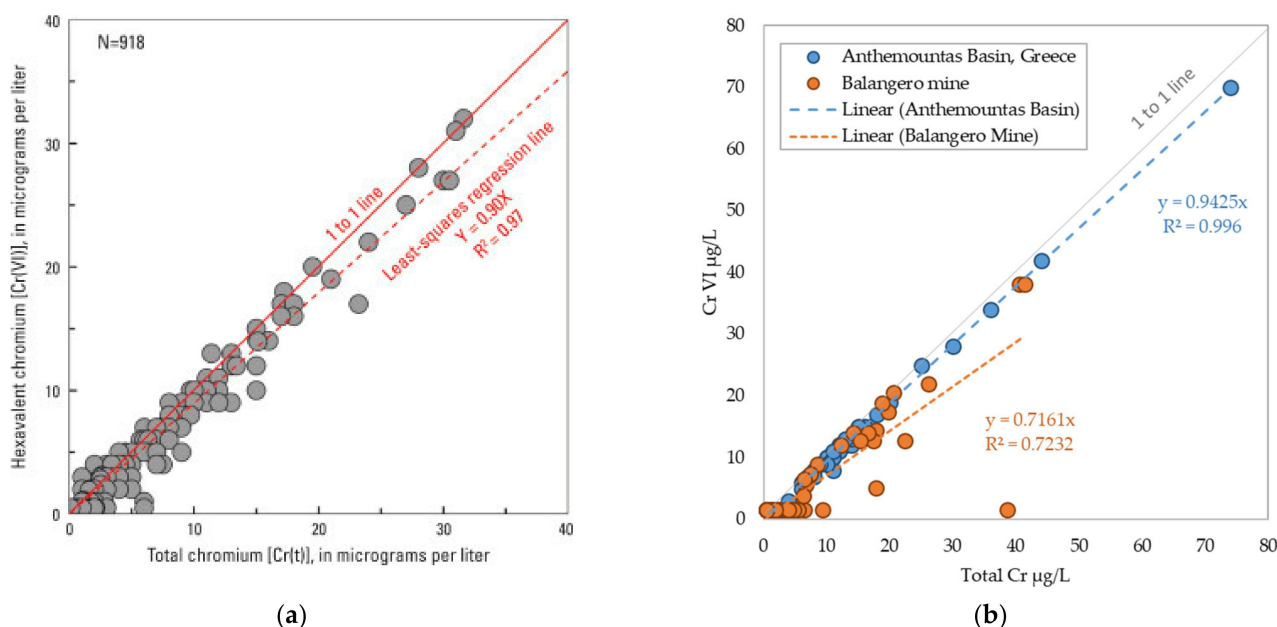 40
30
20
10
0
N=918
1 to 1 line
Least-squares regression line
Y = 0.90X
R² = 0.97
Hexavalent chromium [Cr(VI)], in micrograms per liter
0
10
20
30
40
Total chromium [Cr(t)], in micrograms per liter
(a)
80
70
60
50
40
30
20
10
0
Cr VI µg/L
Anthemountas Basin, Greece
Balangero mine
Linear (Anthemountas Basin)
Linear (Balangero Mine)
1 to 1 line
y = 0.9425x
R² = 0.996
y = 0.7161x
R² = 0.7232
0
10
20
30
40
50
60
70
80
Total Cr µg/L
(b)